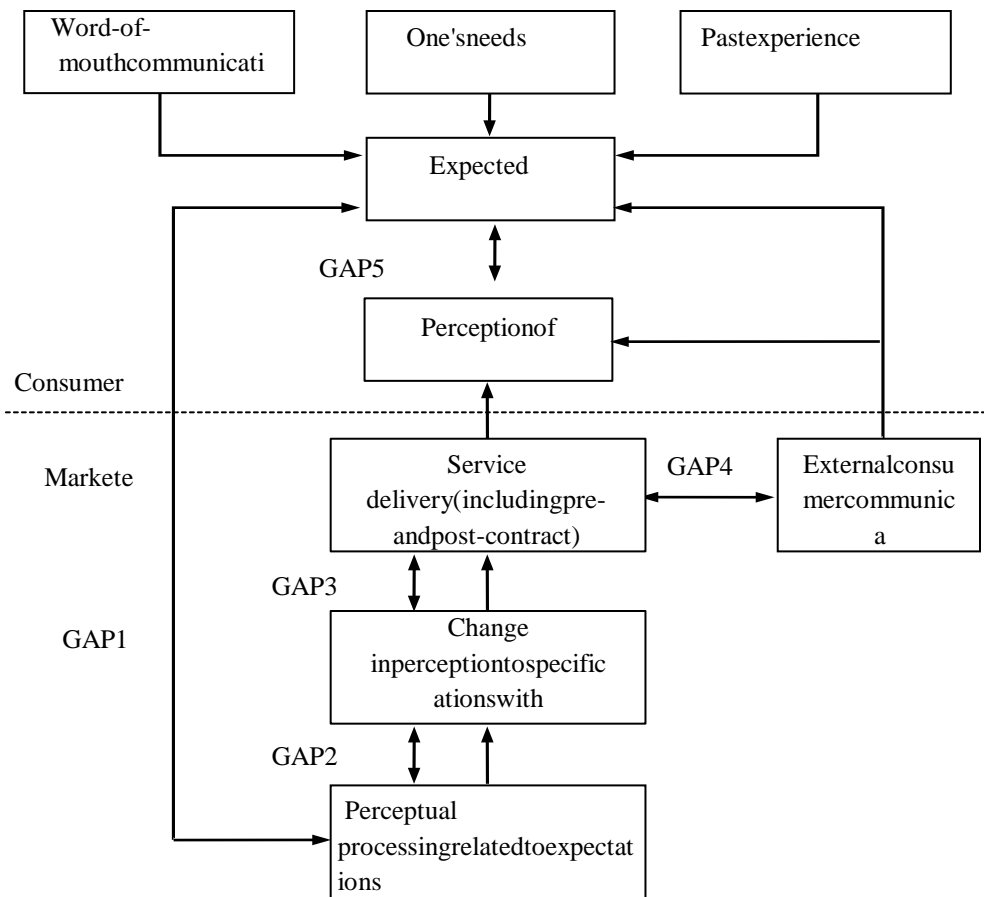 Word-of-
mouthcommunicati
One'sneeds
Pastexperience
Expected
GAP5
Perceptionof
Consumer
Markete
Service
delivery(includingpre-
andpost-contract)
GAP4
Externalconsu
mercommunic
a
GAP3
GAP1
Change
inperceptiontospecific
ationswith
GAP2
Perceptual
processingrelatedtoexpectat
ions